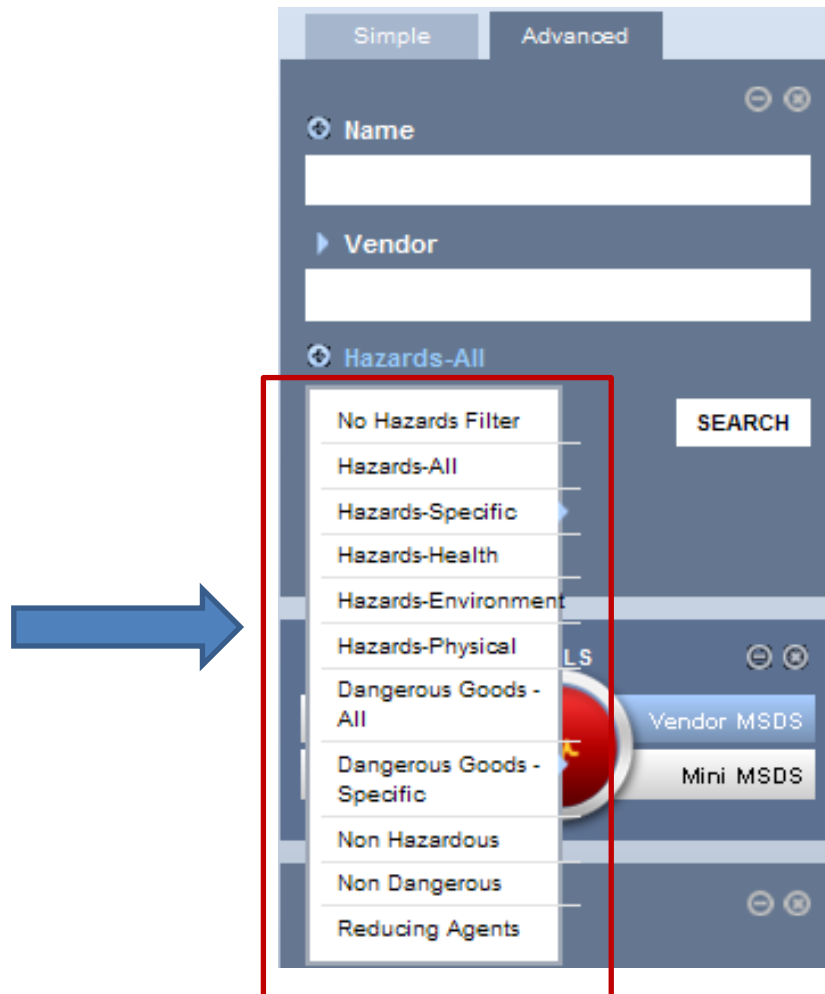 Simple
Advanced
Name
Vendor
Hazards-All
No Hazards Filter
SEARCH
Hazards-All
Hazards-Specific
Hazards-Health
Hazards-Environment
Hazards-Physical
LS
Dangerous Goods -
All
Vendor MSDS
Dangerous Goods -
Specific
Mini MSDS
Non Hazardous
Non Dangerous
Reducing Agents